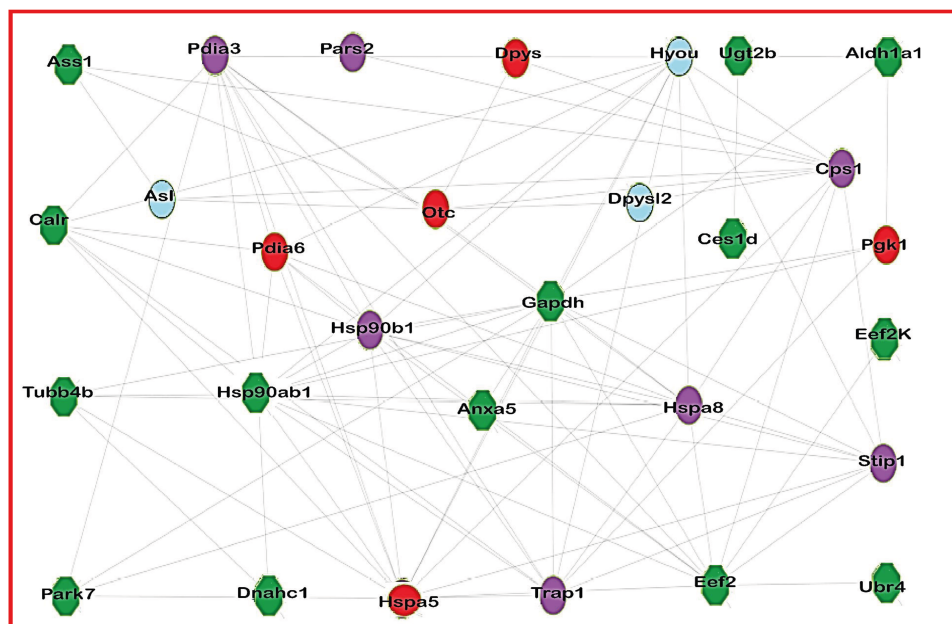 Ass1
Pdia3
Pars2
Dpys
Hyou
Ugt2b
Aldh1a1
Calr
Asl
Otc
Dpysl2
Cps1
Pdia6
Ces1d
Pgk1
Hsp90b1
Gapdh
Eef2K
Tubb4b
Hsp90ab1
Anxa5
Hspa8
Stip1
Park7
Dnahc1
Hspa5
Trap1
Eef2
Ubr4